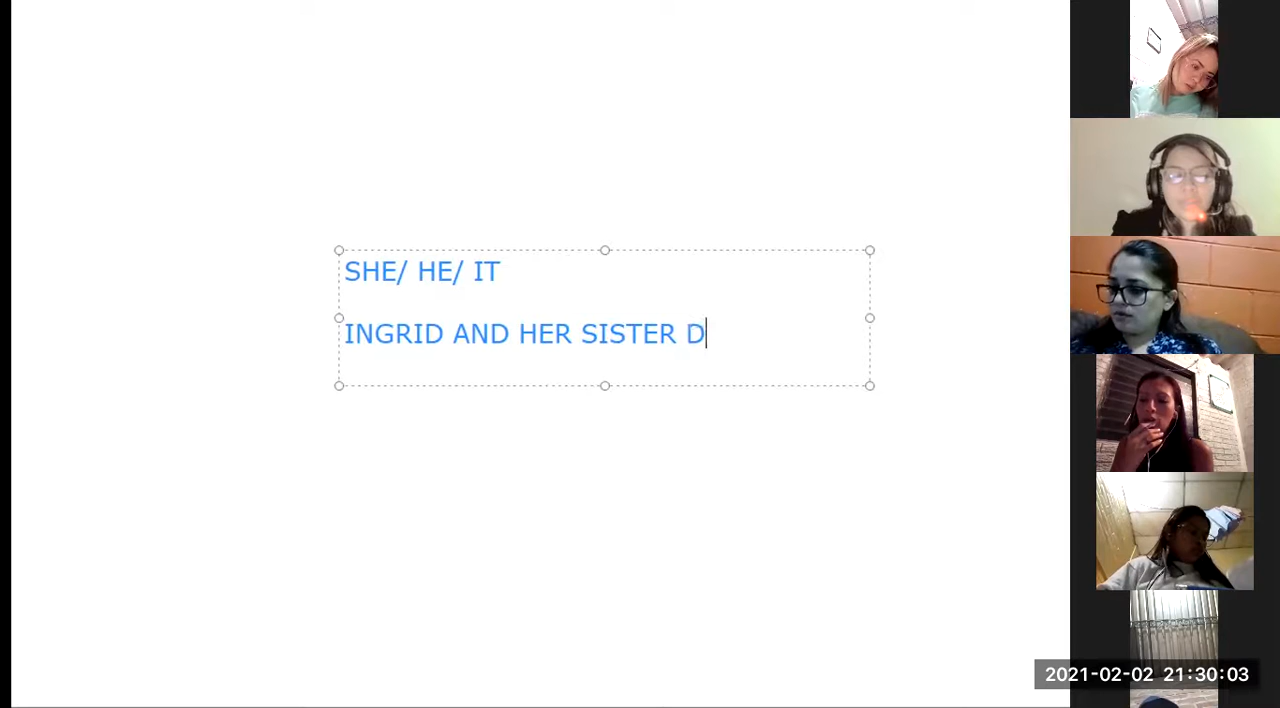 SHE/ HE/ IT
INGRID AND HER SISTER D
2021-02-02 21:30:03